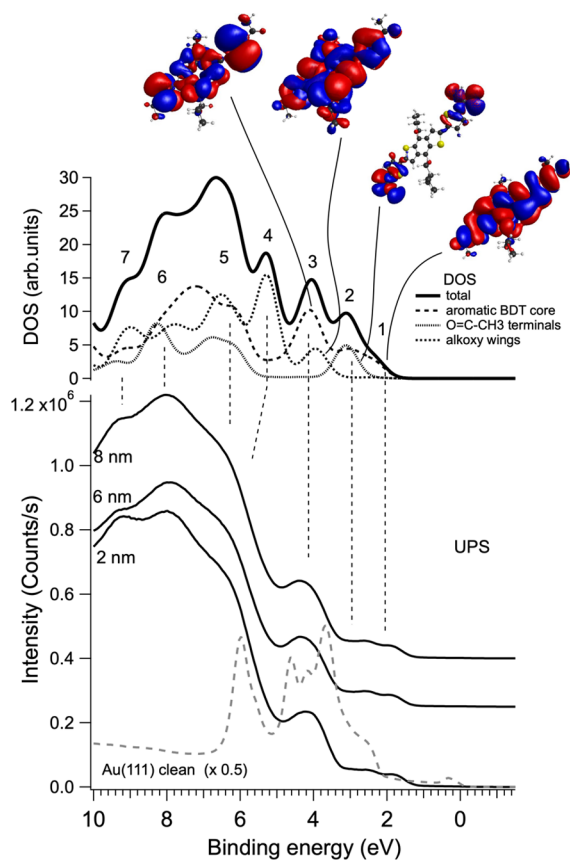 DOS (arb.units)
30
25
20
15
10
5
0
7
6
5
4
3
2
1
DOS
total
aromatic BDT core
O=C-CH3 terminals
alkoxy wings
1.2 x10⁶
1.0
0.8
0.6
0.4
0.2
0.0
Intensity (Counts/s)
8 nm
6 nm
2 nm
UPS
Au(111) clean (x 0.5)
10 8 6 4 2 0
Binding energy (eV)